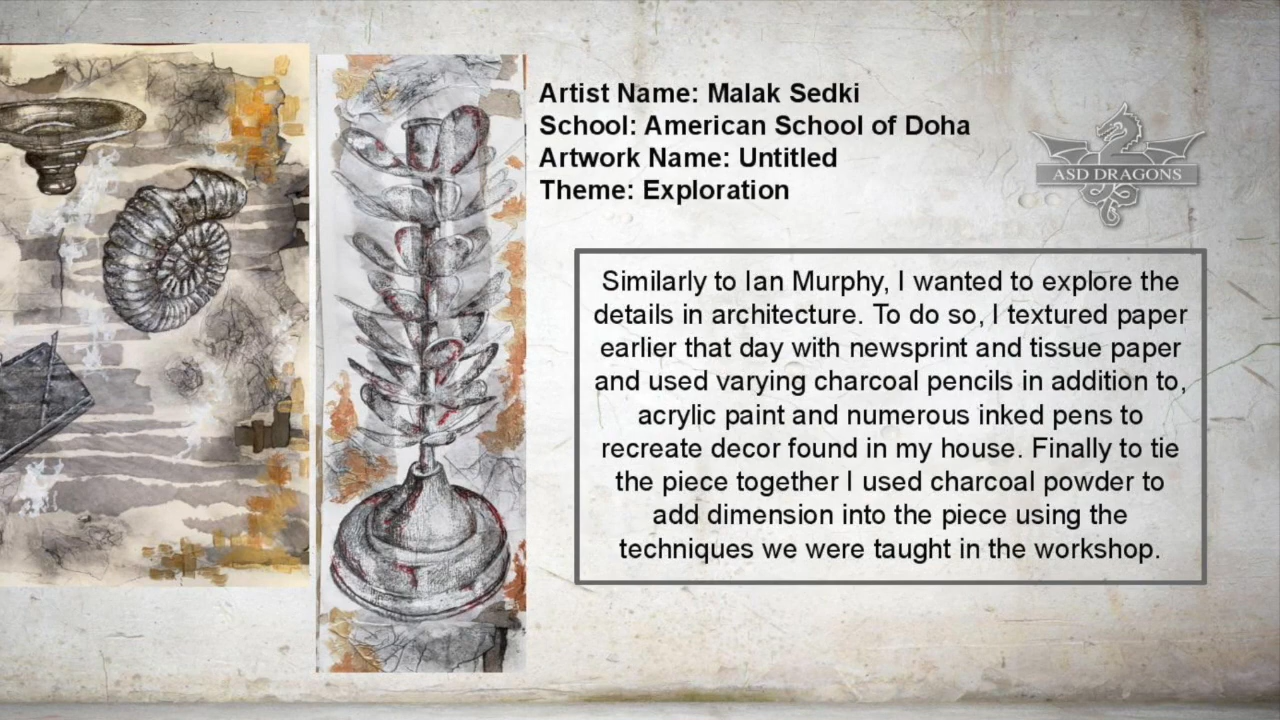 Artist Name: Malak Sedki
School: American School of Doha
Artwork Name: Untitled
Theme: Exploration
ASD DRAGONS
Similarly to Ian Murphy, I wanted to explore the
details in architecture. To do so, I textured paper
earlier that day with newsprint and tissue paper
and used varying charcoal pencils in addition to,
acrylic paint and numerous inked pens to
recreate decor found in my house. Finally to tie
the piece together I used charcoal powder to
add dimension into the piece using the
techniques we were taught in the workshop.